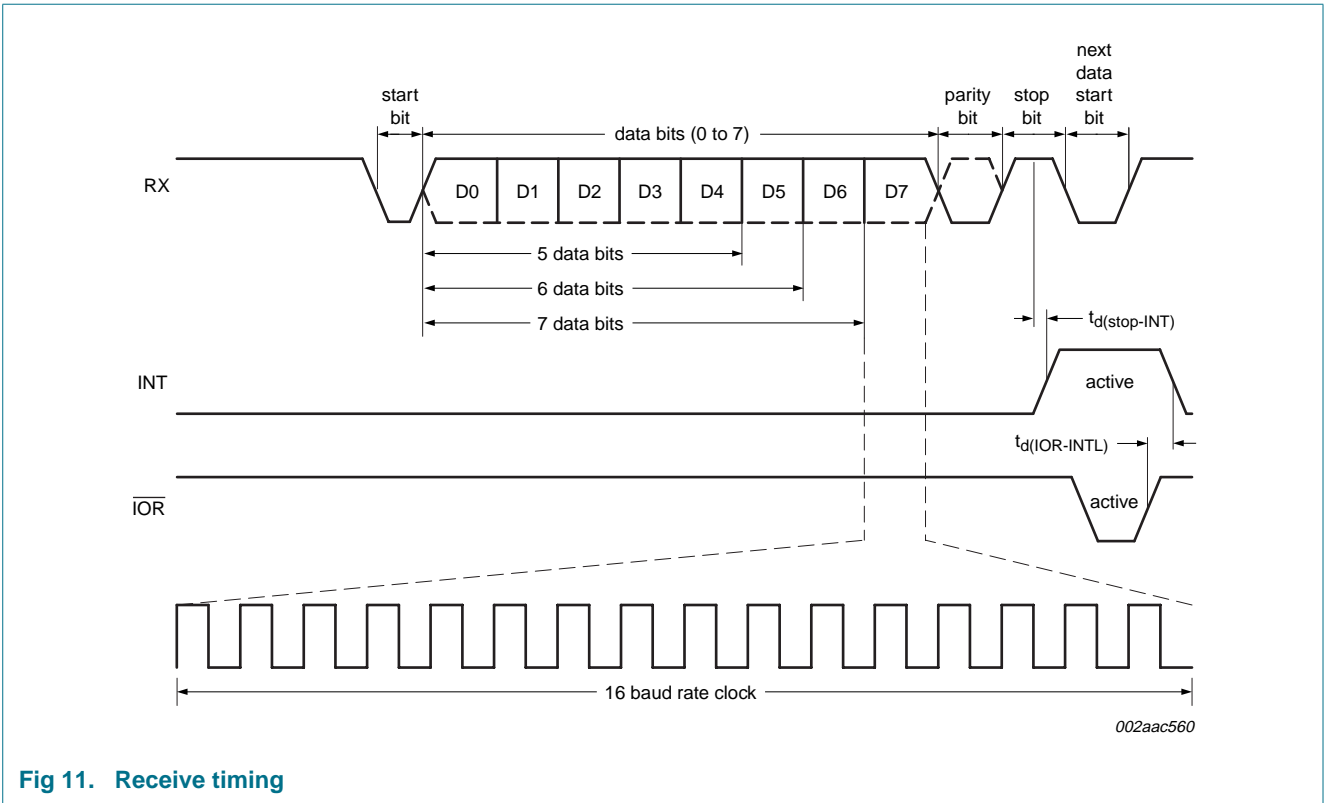 start
bit
data bits (0 to 7)
parity
bit
stop
bit
next
data
start
bit
RX
D0 D1 D2 D3 D4 D5 D6 D7
5 data bits
6 data bits
7 data bits
td(stop-INT)
INT
active
td(IOR-INTL)
IOR
active
16 baud rate clock
002aac560
Fig 11. Receive timing